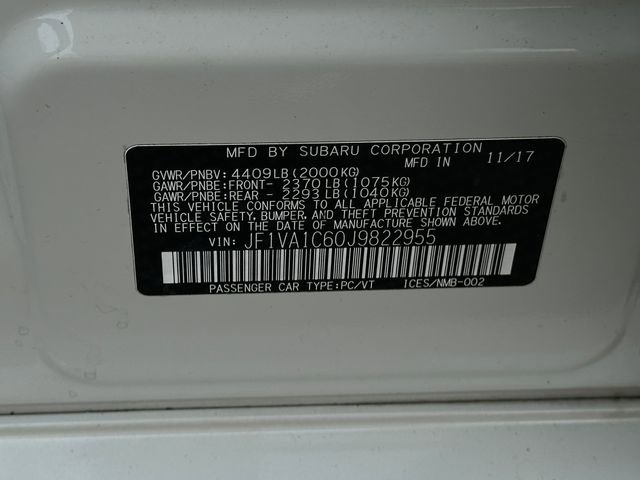 MFD BY SUBARU CORPORATION
MFD IN 11/17
GVWR/PNBV: 4409LB(2000KG)
GAWR/PNBE:FRONT- 2370LB(1075KG)
GAWR/PNBE:REAR - 2293LB(1040KG)
THIS VEHICLE CONFORMS TO ALL APPLICABLE FEDERAL MOTOR
VEHICLE SAFETY, BUMPER, AND THEFT PREVENTION STANDARDS
IN EFFECT ON THE DATE OF MANUFACTURE SHOWN ABOVE.
VIN: JF1VA1C60J9822955
PASSENGER CAR TYPE:PC/VT ICES/NMB-002